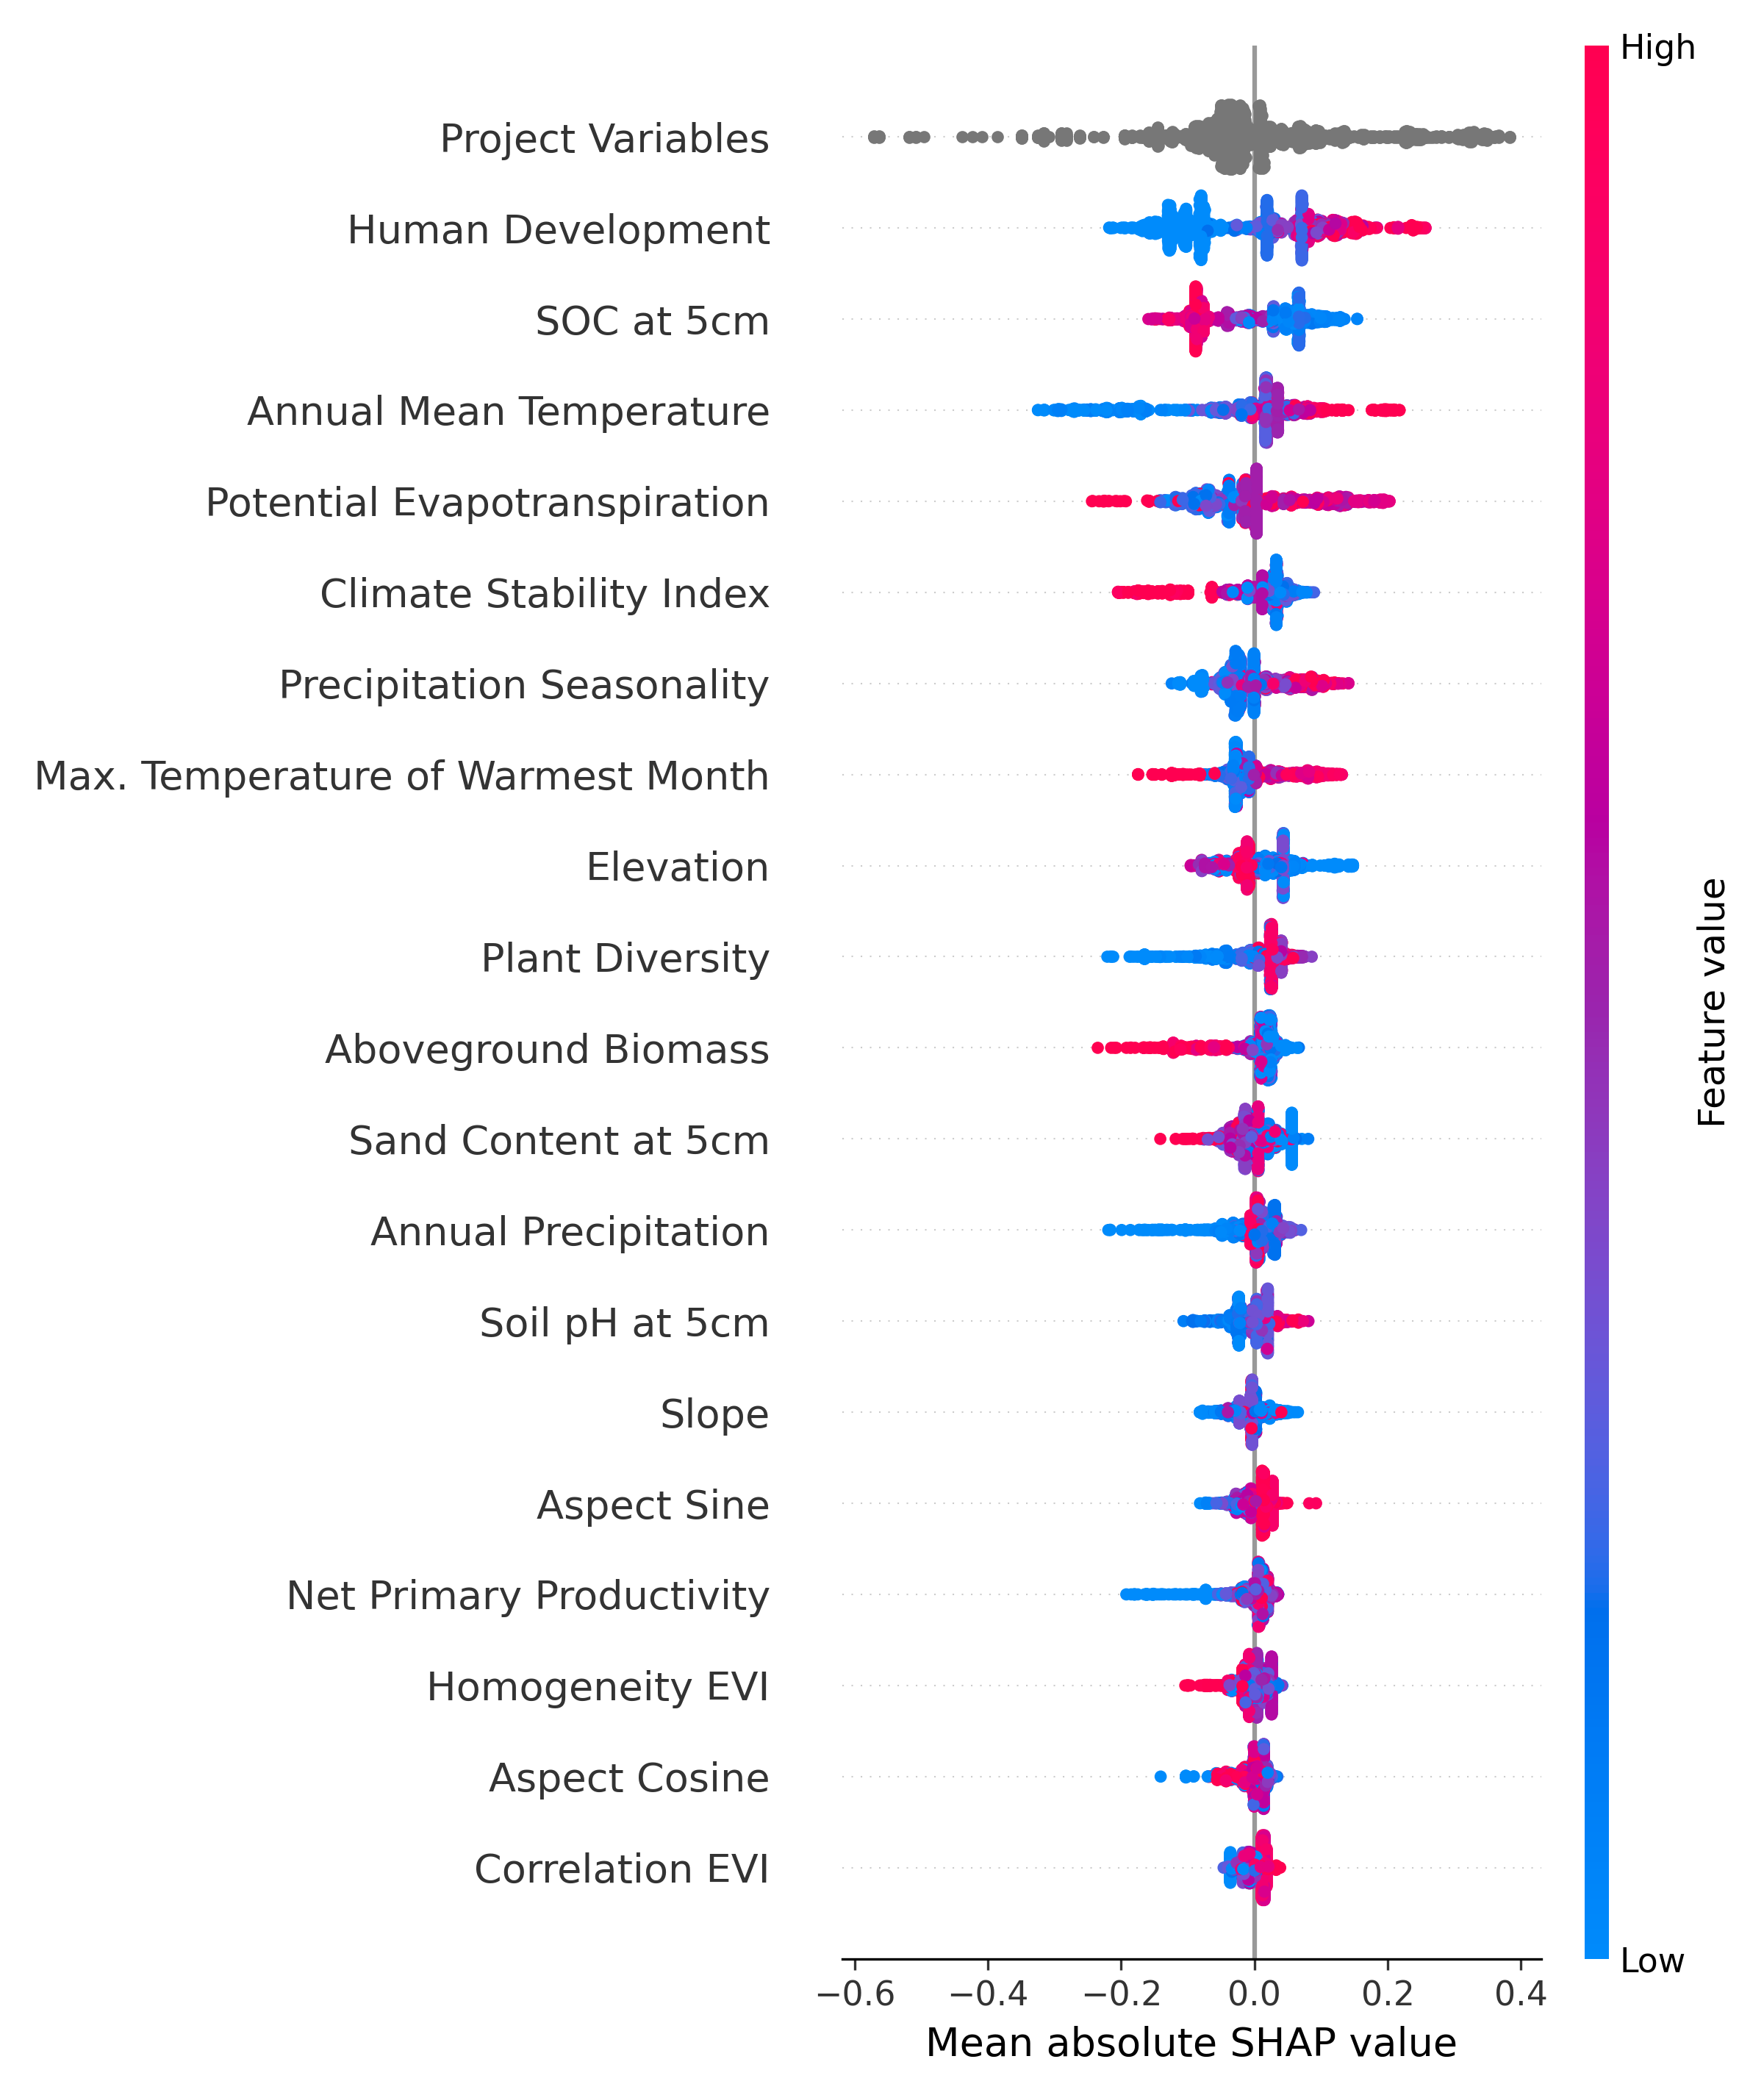 High
Project Variables
Human Development
SOC at 5cm
Annual Mean Temperature
Potential Evapotranspiration
Climate Stability Index
Precipitation Seasonality
Max. Temperature of Warmest Month
Elevation
Plant Diversity
Aboveground Biomass
Sand Content at 5cm
Annual Precipitation
Soil pH at 5cm
Slope
Aspect Sine
Net Primary Productivity
Homogeneity EVI
Aspect Cosine
Correlation EVI
Feature value
Low
−0.6 −0.4 −0.2 0.0 0.2 0.4
Mean absolute SHAP value